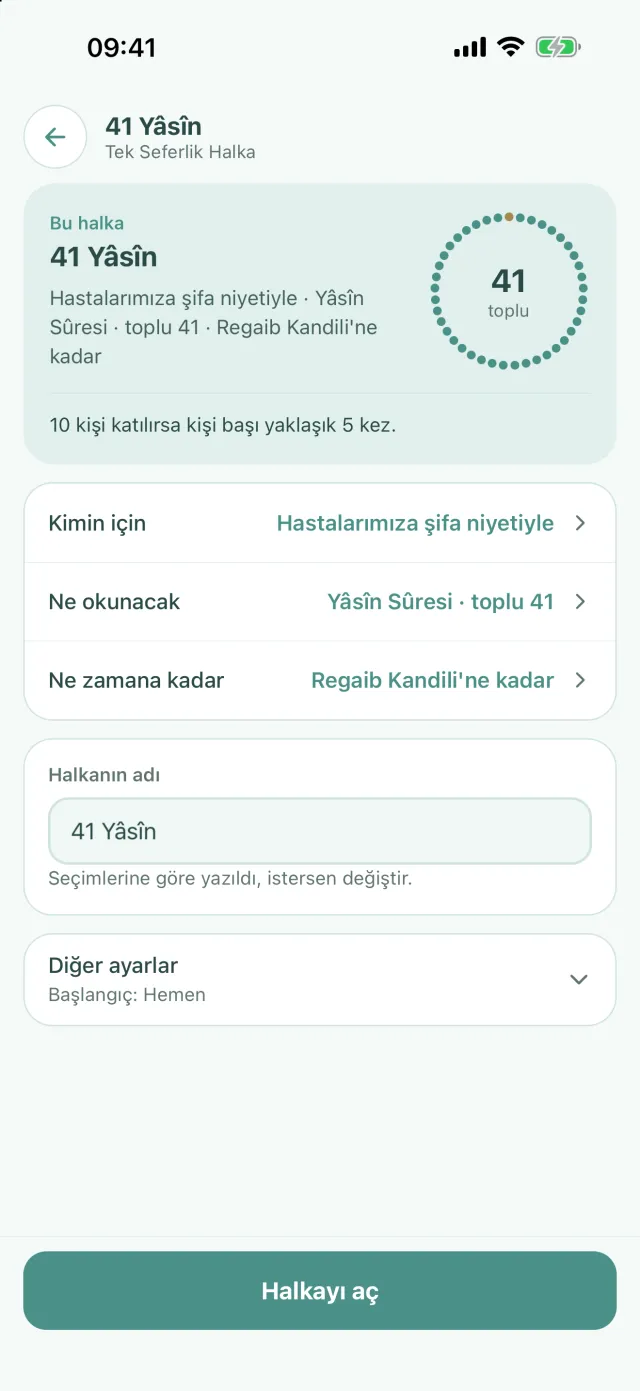 09:41
41 Yâsîn
Tek Seferlik Halka
Bu halka
41 Yâsîn
Hastalarımıza şifa niyetiyle · Yâsîn
Sûresi · toplu 41 · Regaib Kandili'ne
kadar
41
toplu
10 kişi katılırsa kişi başı yaklaşık 5 kez.
Kimin için
Hastalarımıza şifa niyetiyle
Ne okunacak
Yâsîn Sûresi · toplu 41
Ne zamana kadar
Regaib Kandili'ne kadar
Halkanın adı
41 Yâsîn
Seçimlerine göre yazıldı, istersen değiştir.
Diğer ayarlar
Başlangıç: Hemen
Halkayı aç